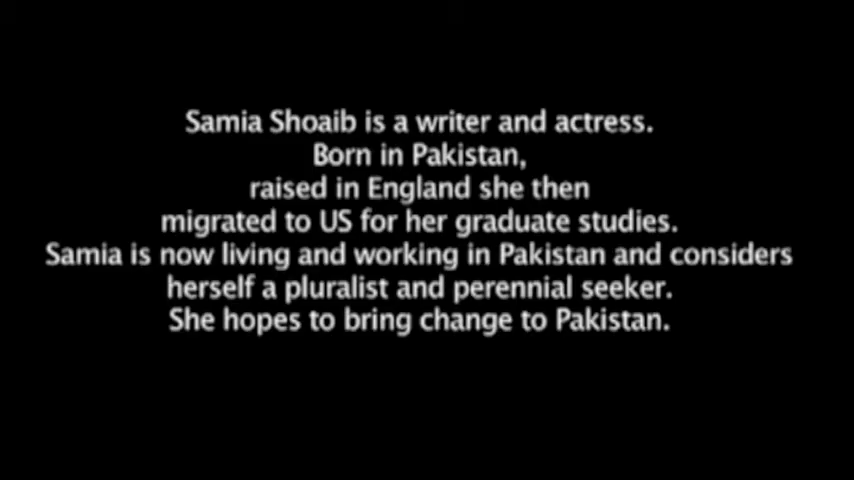 Samia Shoaib is a writer and actress.
Born in Pakistan,
raised in England she then
migrated to US for her graduate studies.
Samia is now living and working in Pakistan and considers
herself a pluralist and perennial seeker.
She hopes to bring change to Pakistan.